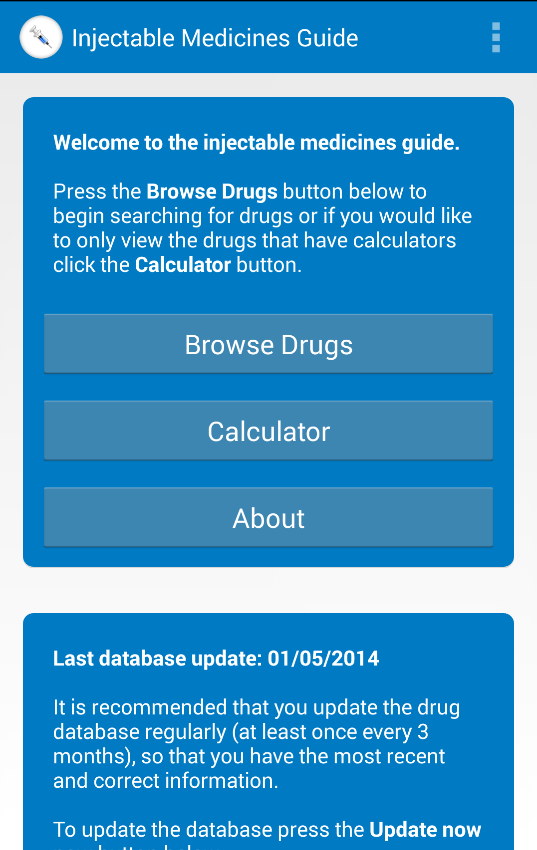 Injectable Medicines Guide
Welcome to the injectable medicines guide.
Press the Browse Drugs button below to
begin searching for drugs or if you would like
to only view the drugs that have calculators
click the Calculator button.
Browse Drugs
Calculator
About
Last database update: 01/05/2014
It is recommended that you update the drug
database regularly (at least once every 3
months), so that you have the most recent
and correct information.
To update the database press the Update now